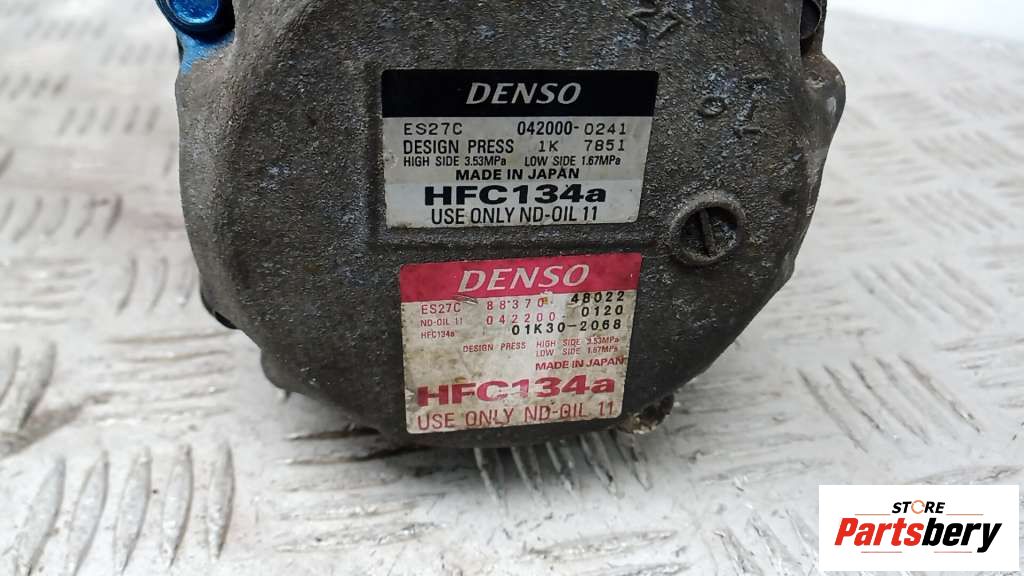 DENSO
ES27C 042000-0241
DESIGN PRESS 1K 7851
HIGH SIDE 3.53MPa LOW SIDE 1.67MPa
MADE IN JAPAN
HFC134a
USE ONLY ND-OIL 11
DENSO
ES27C 88370 48022
ND-OIL 11 042200 0120
HFC134a 01K30-2068
DESIGN PRESS HIGH SIDE 3.53MPa
LOW SIDE 1.67MPa
MADE IN JAPAN
HFC134a
USE ONLY ND-OIL 11
STORE
Partsbery